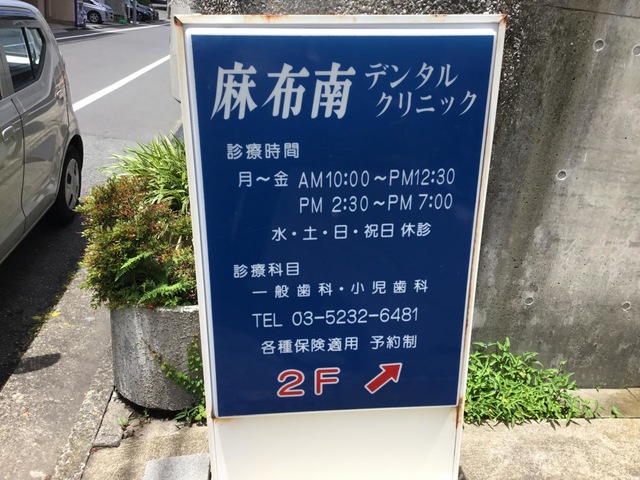 麻布南 デンタル
クリニック
診療時間
月〜金 AM10:00〜PM12:30
PM 2:30〜PM 7:00
水・土・日・祝日 休診
診療科目
一般歯科・小児歯科
TEL 03-5232-6481
各種保険適用 予約制
2F